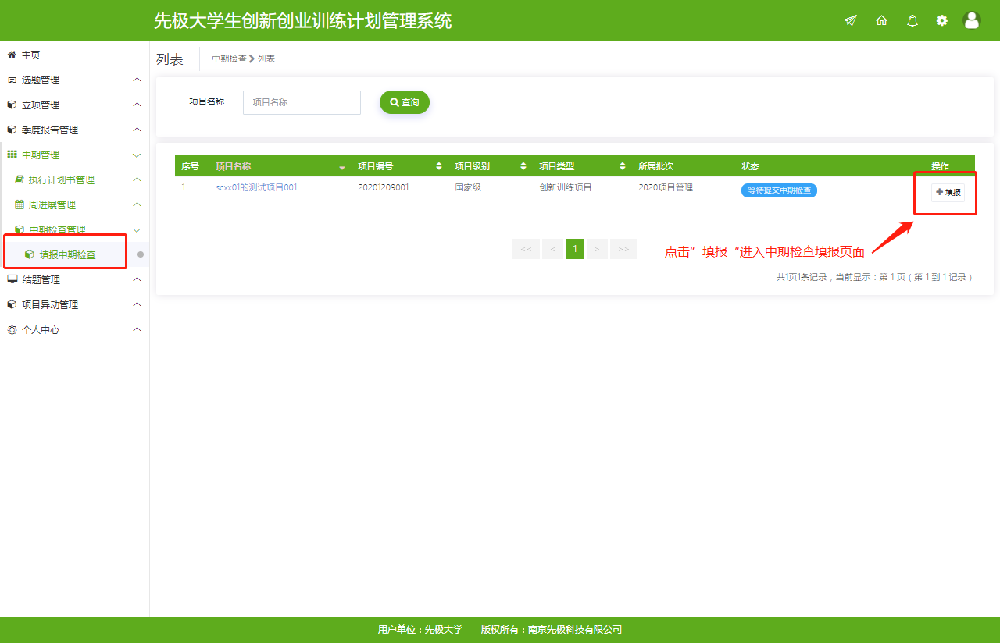 先极大学生创新创业训练计划管理系统
主页
选题管理
立项管理
季度报告管理
中期管理
执行计划书管理
周进展管理
中期检查管理
填报中期检查
结题管理
项目异动管理
个人中心
列表
中期检查 列表
项目名称 项目名称 查询
序号 项目名称 项目编号 项目级别 项目类型 所属批次 状态 操作
1 scxx01的测试项目001 20201209001 国家级 创新训练项目 2020项目管理 等待提交中期检查 填报
<< < 1 > >>
点击”填报“进入中期检查填报页面
共1页1条记录，当前显示：第 1 页 ( 第 1 到 1 记录 )
用户单位：先极大学 版权所有：南京先极科技有限公司